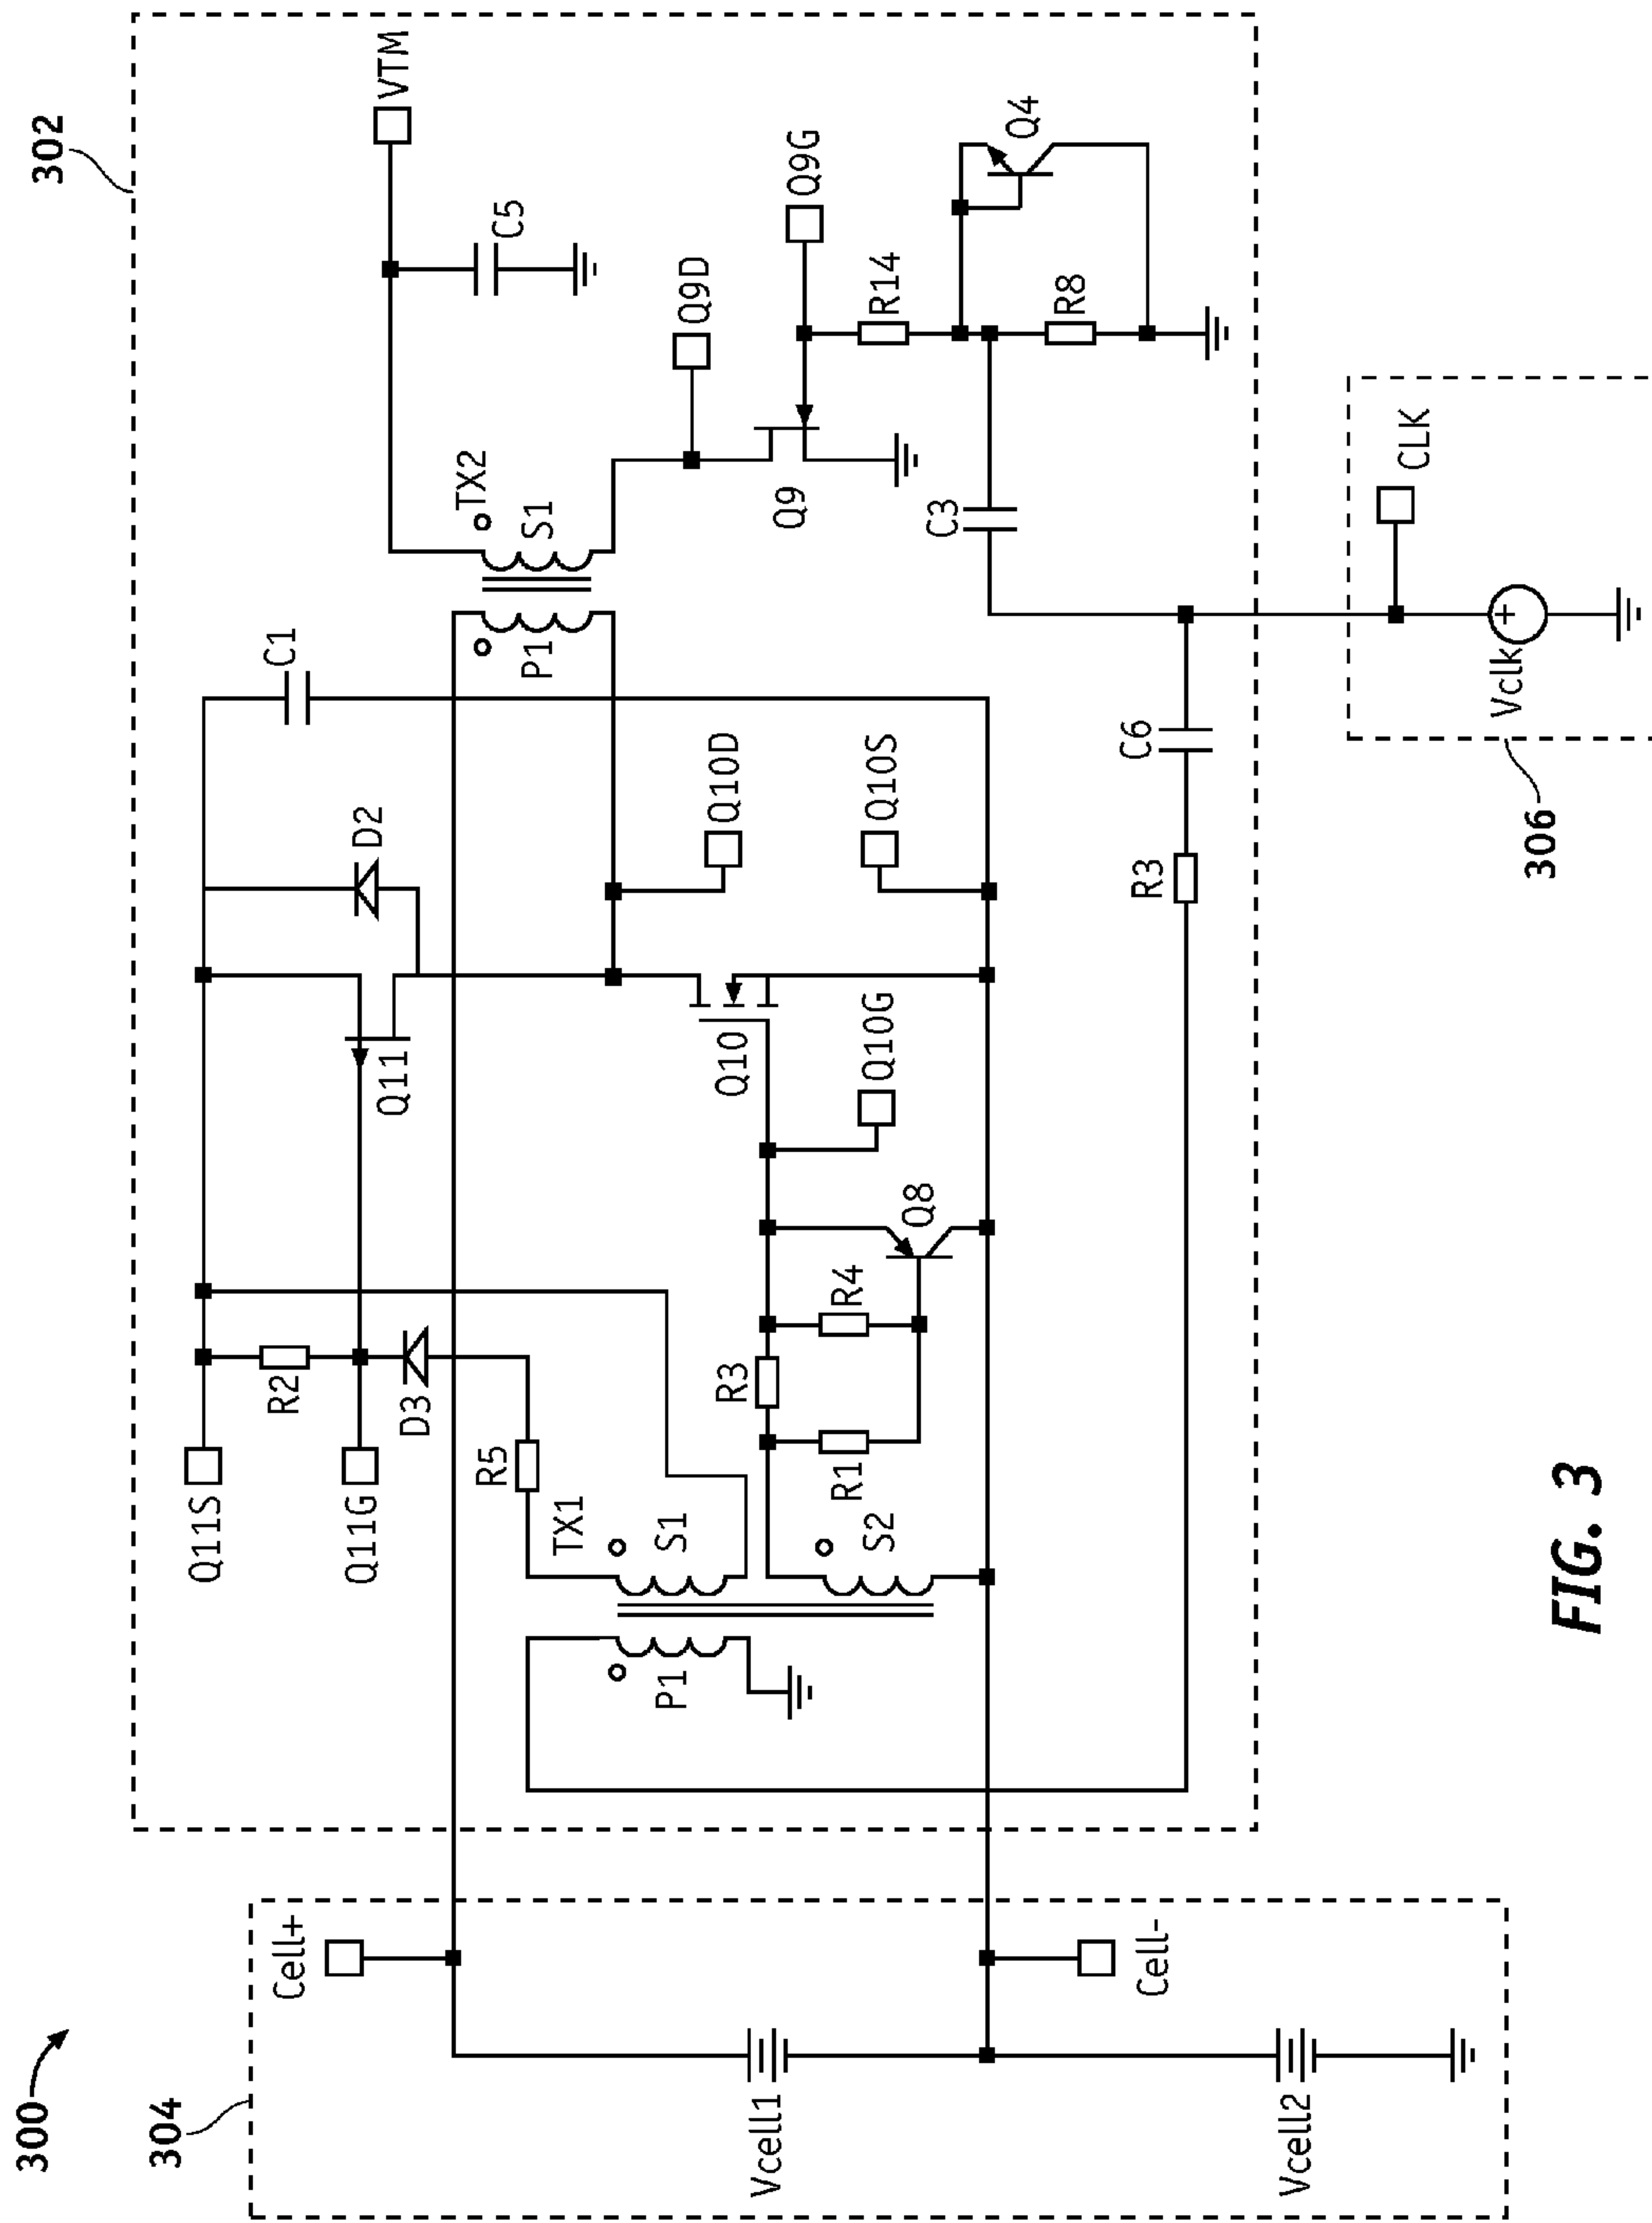 300
302
304
Cell+
Cell-
Vcell1
Vcell2
Q11S
Q11G
R2
D3
R5
TX1
P1
S1
S2
R1
R3
R4
Q8
Q10G
Q11
Q10
D2
Q10D
Q10S
C1
P1
S1
TX2
VTM
C5
Q9D
Q9
Q9G
R14
R8
Q4
C3
C6
R3
306
CLK
Vclk
+
FIG. 3